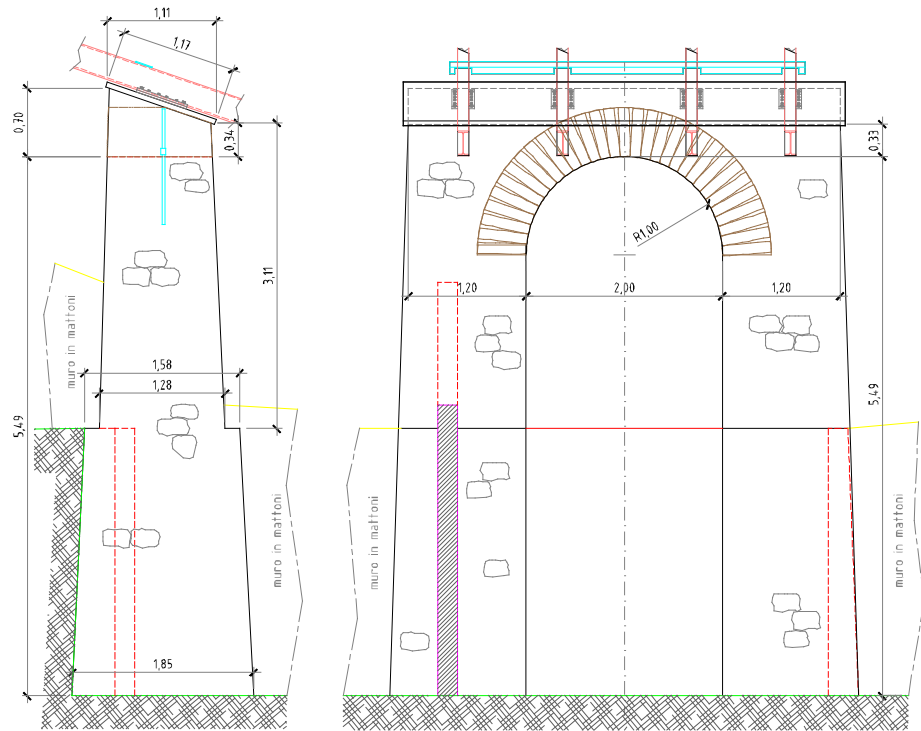 1,11
1,17
0,70
0,34
3,11
muro in mattoni
1,58
1,28
5,49
muro in mattoni
1,85
0,33
R1,00
1,20
2,00
1,20
5,49
muro in mattoni
muro in mattoni